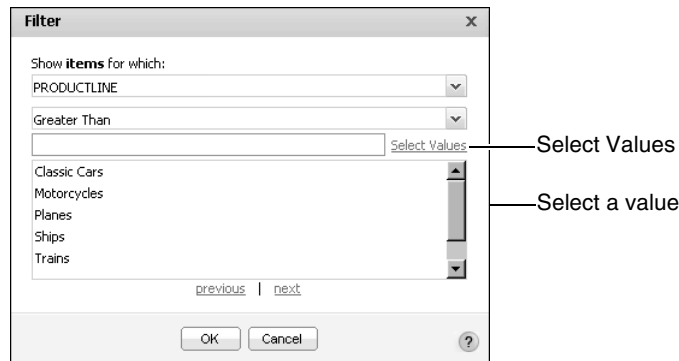 Filter x
Show items for which:
PRODUCTLINE
Greater Than
Select Values Select Values
Classic Cars
Motorcycles
Planes
Ships
Trains
Select a value
previous | next
OK Cancel ?